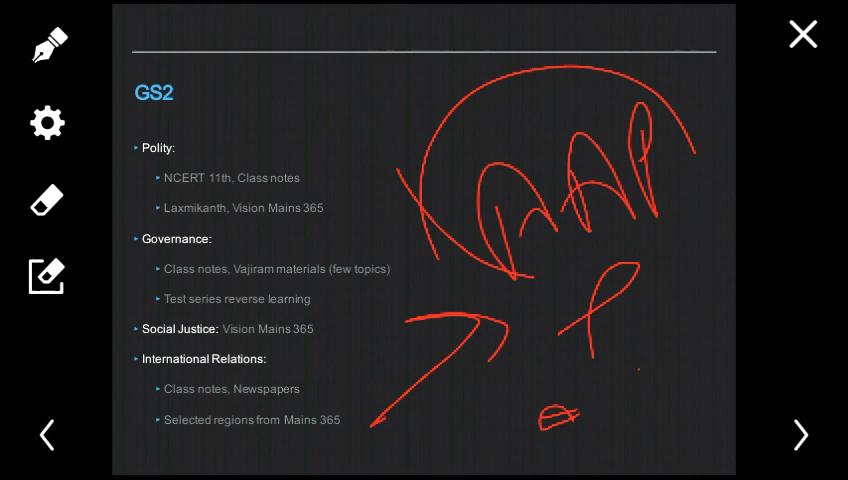 GS2
Polity:
NCERT 11th, Class notes
Laxmikanth, Vision Mains 365
Governance:
Class notes, Vajiram materials (few topics)
Test series reverse learning
Social Justice: Vision Mains 365
International Relations:
Class notes, Newspapers
Selected regions from Mains 365